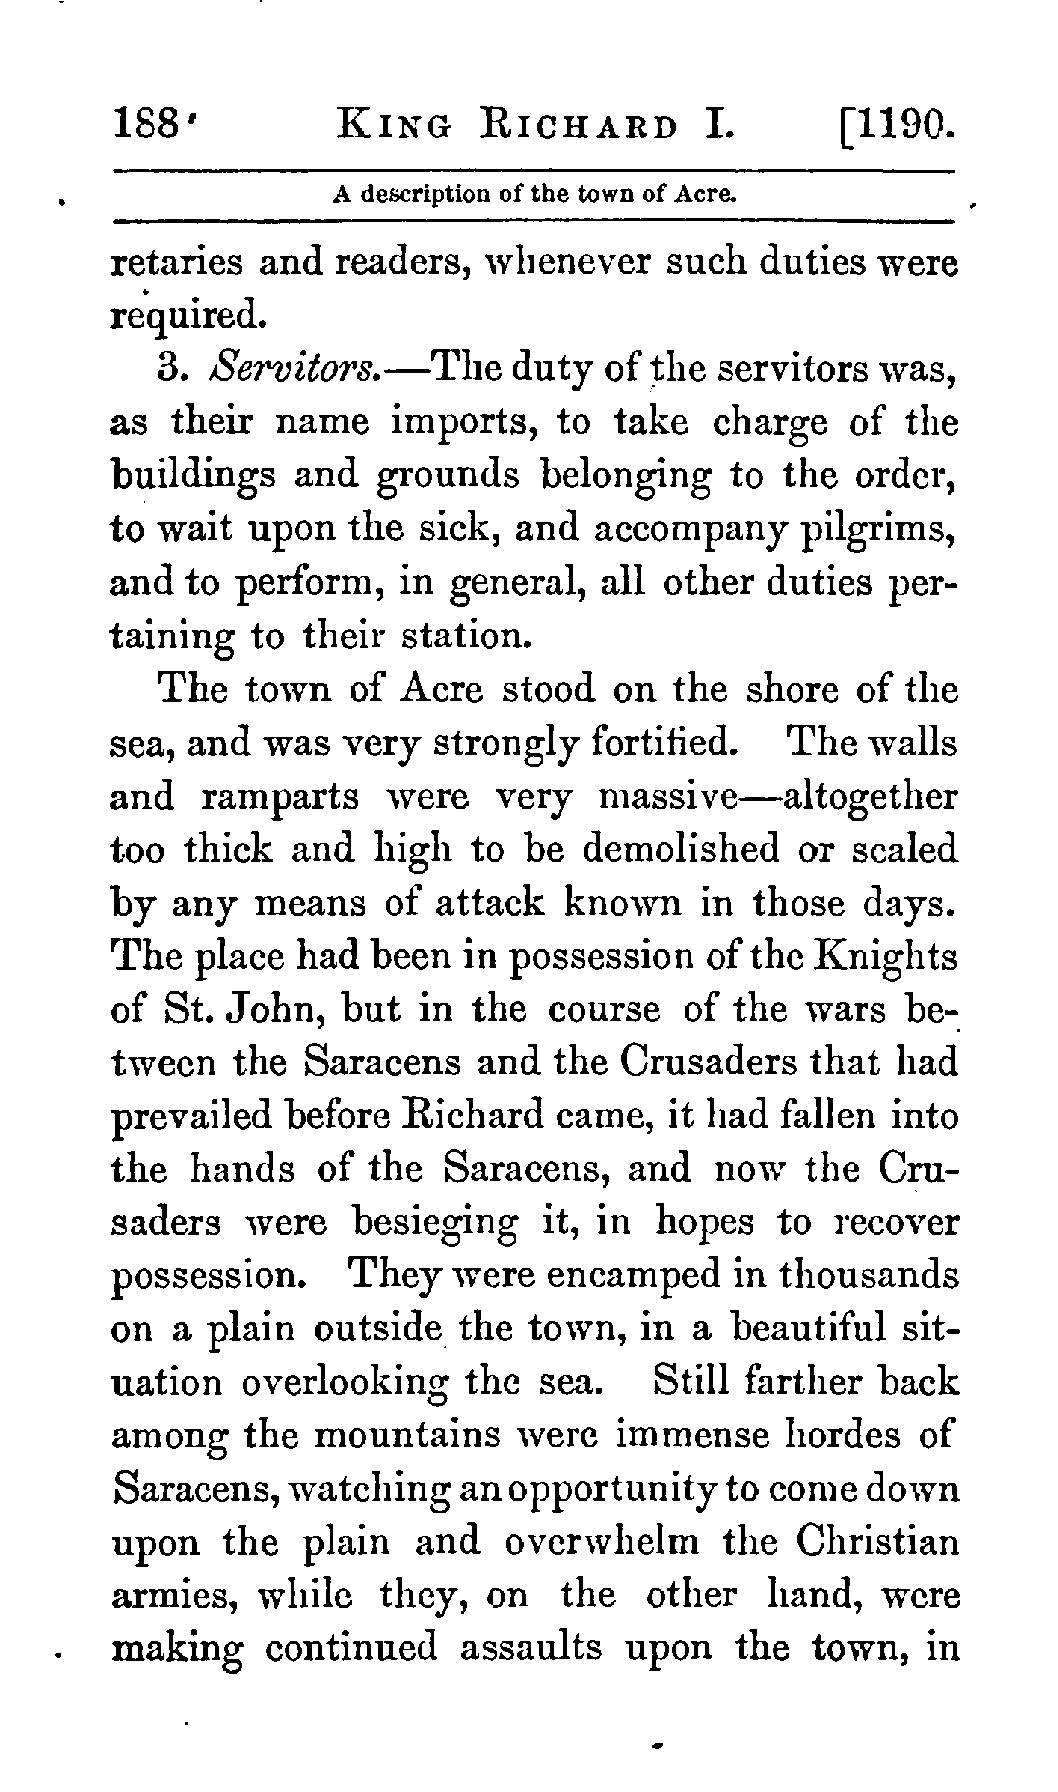 188 King Richard I. [1190.
A description of the town of Acre.
retaries and readers, whenever such duties were
required.
3. Servitors.—The duty of the servitors was,
as their name imports, to take charge of the
buildings and grounds belonging to the order,
to wait upon the sick, and accompany pilgrims,
and to perform, in general, all other duties per-
taining to their station.
The town of Acre stood on the shore of the
sea, and was very strongly fortified. The walls
and ramparts were very massive—altogether
too thick and high to be demolished or scaled
by any means of attack known in those days.
The place had been in possession of the Knights
of St. John, but in the course of the wars be-
tween the Saracens and the Crusaders that had
prevailed before Richard came, it had fallen into
the hands of the Saracens, and now the Cru-
saders were besieging it, in hopes to recover
possession. They were encamped in thousands
on a plain outside the town, in a beautiful sit-
uation overlooking the sea. Still farther back
among the mountains were immense hordes of
Saracens, watching an opportunity to come down
upon the plain and overwhelm the Christian
armies, while they, on the other hand, were
making continued assaults upon the town, in